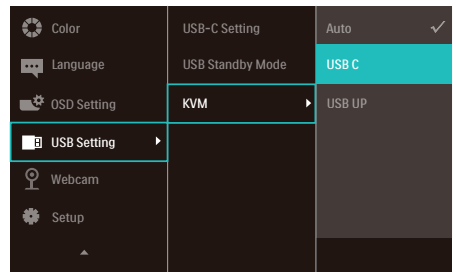 Color
Language
OSD Setting
USB Setting
Webcam
Setup
USB-C Setting
USB Standby Mode
KVM
Auto
USB C
USB UP